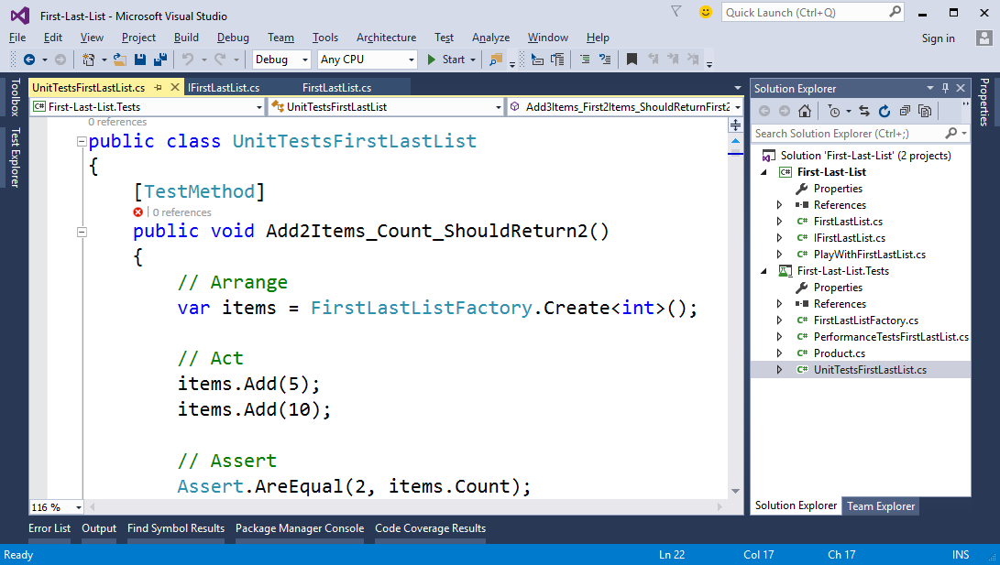 First-Last-List - Microsoft Visual Studio
Quick Launch (Ctrl+Q)
File Edit View Project Build Debug Team Tools Architecture Test Analyze Window Help
Sign in
Debug Any CPU Start
Toolbox
Test Explorer
UnitTestsFirstLastList.cs IFirstLastList.cs FirstLastList.cs
C# First-Last-List.Tests UnitTestsFirstLastList Add3Items_First2Items_ShouldReturnFirst2
0 references
public class UnitTestsFirstLastList
{
[TestMethod]
0 references
public void Add2Items_Count_ShouldReturn2()
{
// Arrange
var items = FirstLastListFactory.Create<int>();
// Act
items.Add(5);
items.Add(10);
// Assert
Assert.AreEqual(2, items.Count);
116 %
Solution Explorer
Search Solution Explorer (Ctrl+;)
Solution 'First-Last-List' (2 projects)
C# First-Last-List
Properties
References
C# FirstLastList.cs
C# IFirstLastList.cs
C# PlayWithFirstLastList.cs
First-Last-List.Tests
Properties
References
C# FirstLastListFactory.cs
C# PerformanceTestsFirstLastList.cs
C# Product.cs
C# UnitTestsFirstLastList.cs
Solution Explorer Team Explorer
Properties
Error List Output Find Symbol Results Package Manager Console Code Coverage Results
Ready Ln 22 Col 17 Ch 17 INS